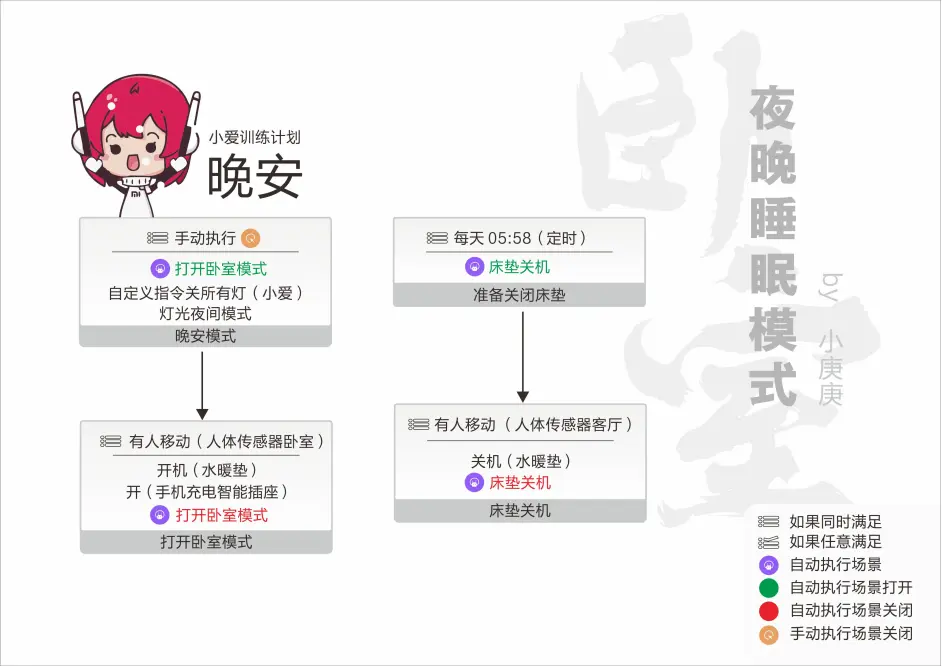 小爱训练计划
晚安
手动执行
打开卧室模式
自定义指令关所有灯（小爱）
灯光夜间模式
晚安模式
有人移动（人体传感器卧室）
开机（水暖垫）
开（手机充电智能插座）
打开卧室模式
打开卧室模式
每天 05:58（定时）
床垫关机
准备关闭床垫
有人移动（人体传感器客厅）
关机（水暖垫）
床垫关机
床垫关机
卧室
夜晚睡眠模式
by 小庚庚
如果同时满足
如果任意满足
自动执行场景
自动执行场景打开
自动执行场景关闭
手动执行场景关闭